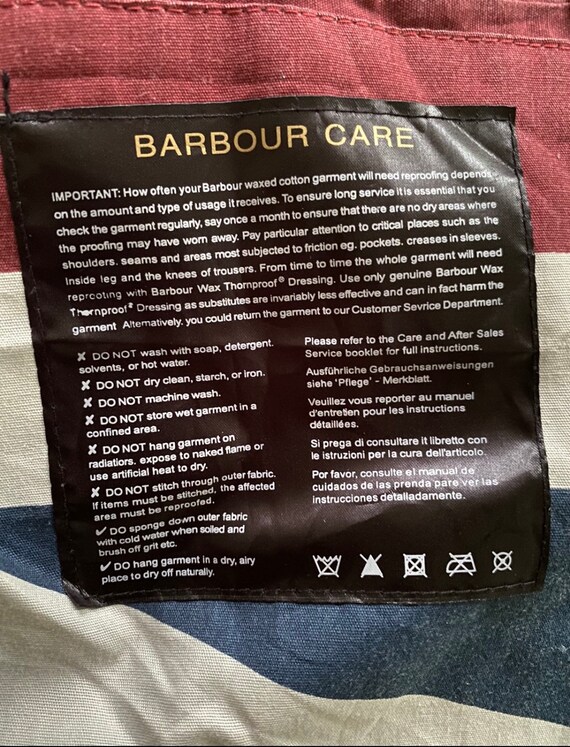 BARBOUR CARE
IMPORTANT: How often your Barbour waxed cotton garment will need reproofing depends
on the amount and type of usage it receives. To ensure long service it is essential that you
check the garment regularly, say once a month to ensure that there are no dry areas where
the proofing may have worn away. Pay particular attention to critical places such as the
shoulders. seams and areas most subjected to friction eg. pockets. creases in sleeves.
Inside leg and the knees of trousers. From time to time the whole garment will need
reprooting with Barbour Wax Thornproof® Dressing. Use only genuine Barbour Wax
Thornproof® Dressing as substitutes are invariably less effective and can in fact harm the
garment Alternatively. you could return the garment to our Customer Service Department.
✘ DO NOT wash with soap, detergent.
solvents, or hot water.
✘ DO NOT dry clean, starch, or iron.
✘ DO NOT machine wash.
✘ DO NOT store wet garment in a
confined area.
✘ DO NOT hang garment on
radiators. expose to naked flame or
use artificial heat to dry.
✘ DO NOT stitch through outer fabric.
If items must be stitched, the affected
area must be reproofed.
✔ DO sponge down outer fabric
with cold water when soiled and
brush off grit etc.
✔ DO hang garment in a dry, airy
place to dry off naturally.
Please refer to the Care and After Sales
Service booklet for full instructions.
Ausführliche Gebrauchsanweisungen
siehe 'Pflege' - Merkblatt.
Veuillez vous reporter au manuel
d'entretien pour les instructions
détaillées.
Si prega di consultare it libretto con
le istruzioni per la cura dell'articolo.
Por favor, consulte el manual de
cuidados de las prenda pare ver las
instrucciones detalladamente.